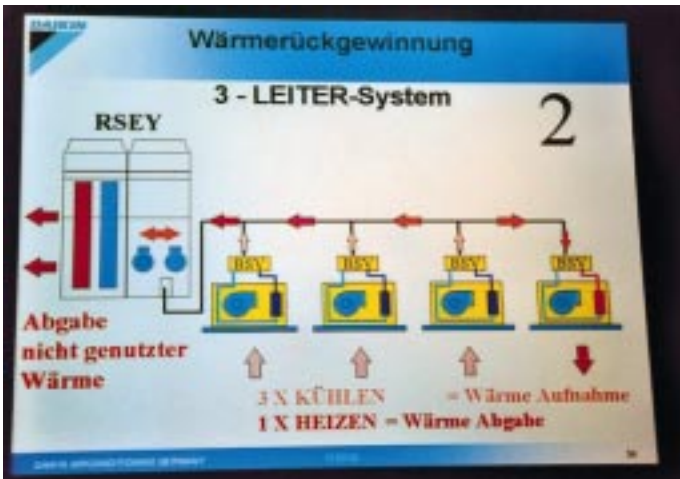 DAIKIN
Wärmerückgewinnung
3 - LEITER-System
2
RSEY
BSV BSV BSV BSV
Abgabe
nicht genutzter
Wärme
3 X KÜHLEN = Wärme Aufnahme
1 X HEIZEN = Wärme Abgabe